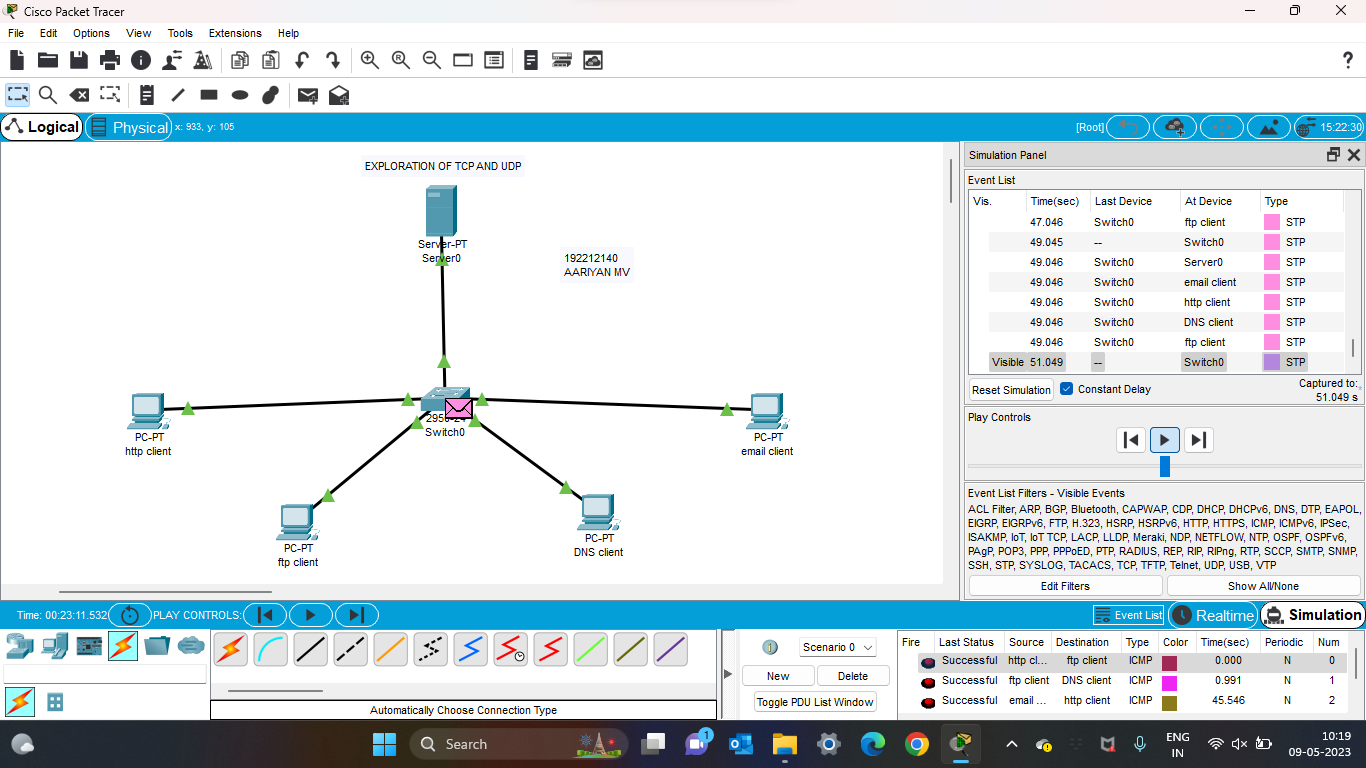 Cisco Packet Tracer
File Edit Options View Tools Extensions Help
Logical Physical x: 933, y: 105 [Root] 15:22:30
EXPLORATION OF TCP AND UDP
Server-PT
Server0
192212140
AARIYAN MV
PC-PT
http client
2950-24
Switch0
PC-PT
email client
PC-PT
ftp client
PC-PT
DNS client
Simulation Panel
Event List
Vis. Time(sec) Last Device At Device Type
47.046 Switch0 ftp client STP
49.045 -- Switch0 STP
49.046 Switch0 Server0 STP
49.046 Switch0 email client STP
49.046 Switch0 http client STP
49.046 Switch0 DNS client STP
49.046 Switch0 ftp client STP
Visible 51.049 -- Switch0 STP
Reset Simulation Constant Delay Captured to:
51.049 s
Play Controls
Event List Filters - Visible Events
ACL Filter, ARP, BGP, Bluetooth, CAPWAP, CDP, DHCP, DHCPv6, DNS, DTP, EAPOL,
EIGRP, EIGRPv6, FTP, H.323, HSRP, HSRPv6, HTTP, HTTPS, ICMP, ICMPv6, IPSec,
ISAKMP, IoT, IoT TCP, LACP, LLDP, Meraki, NDP, NETFLOW, NTP, OSPF, OSPFv6,
PAgP, POP3, PPP, PPPoED, PTP, RADIUS, REP, RIP, RIPng, RTP, SCCP, SMTP, SNMP,
SSH, STP, SYSLOG, TACACS, TCP, TFTP, Telnet, UDP, USB, VTP
Edit Filters Show All/None
Time: 00:23:11.532 PLAY CONTROLS: Event List Realtime Simulation
Automatically Choose Connection Type
Scenario 0
New Delete
Toggle PDU List Window
Fire Last Status Source Destination Type Color Time(sec) Periodic Num
Successful http cl... ftp client ICMP 0.000 N 0
Successful ftp client DNS client ICMP 0.991 N 1
Successful email ... http client ICMP 45.546 N 2
Search
1
ENG
IN
10:19
09-05-2023